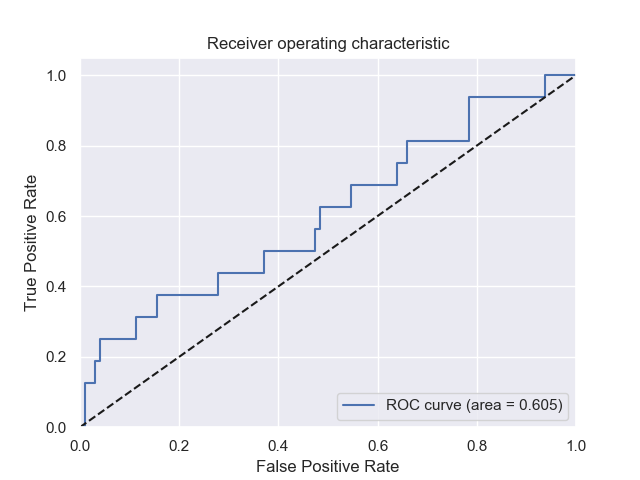 Receiver operating characteristic
1.0
0.8
0.6
0.4
0.2
0.0
True Positive Rate
ROC curve (area = 0.605)
0.0 0.2 0.4 0.6 0.8 1.0
False Positive Rate